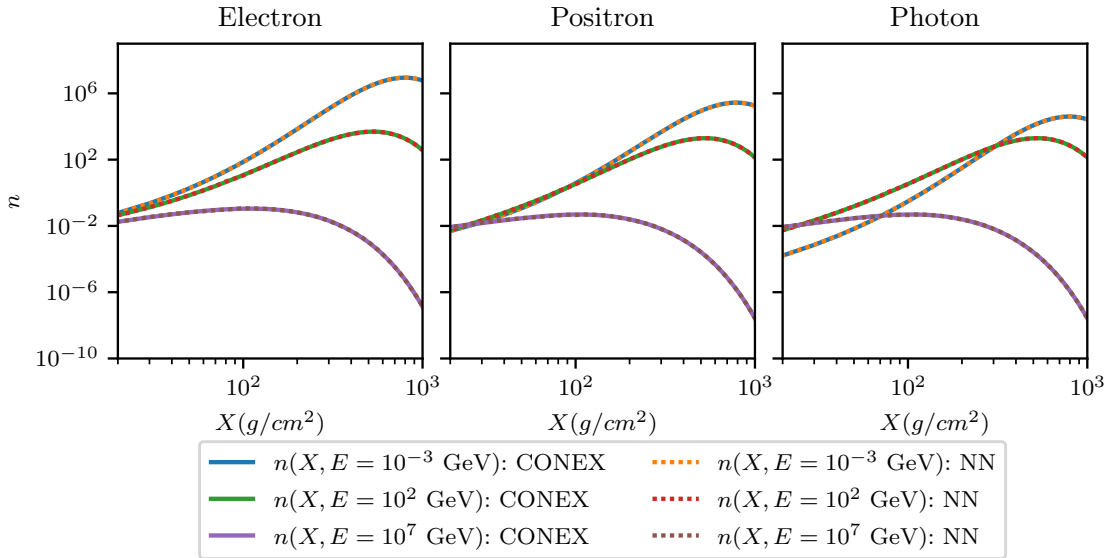 Electron Positron Photon
10^6
10^2
n
10^−2
10^−6
10^−10
10^2 10^3 10^2 10^3 10^2 10^3
X(g/cm^2) X(g/cm^2) X(g/cm^2)
n(X, E = 10^−3 GeV): CONEX n(X, E = 10^−3 GeV): NN
n(X, E = 10^2 GeV): CONEX n(X, E = 10^2 GeV): NN
n(X, E = 10^7 GeV): CONEX n(X, E = 10^7 GeV): NN